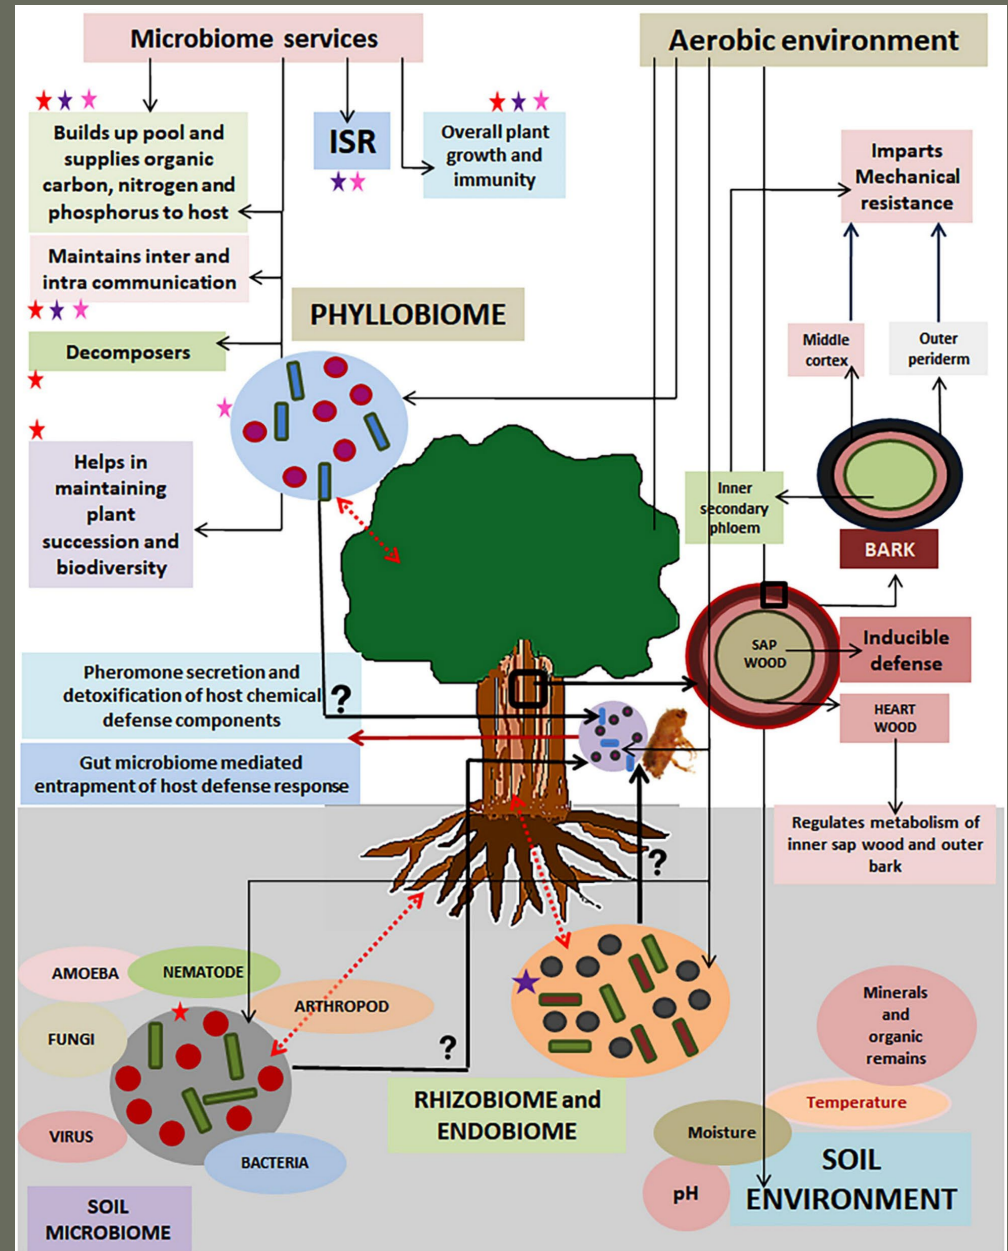 Microbiome services
Aerobic environment
Builds up pool and
supplies organic
carbon, nitrogen and
phosphorus to host
ISR
Overall plant
growth and
immunity
Imparts
Mechanical
resistance
Maintains inter and
intra communication
PHYLLOBIOME
Decomposers
Middle
cortex
Outer
periderm
Helps in
maintaining
plant
succession and
biodiversity
Inner
secondary
phloem
BARK
SAP
WOOD
Inducible
defense
HEART
WOOD
Pheromone secretion and
detoxification of host chemical
defense components
?
Gut microbiome mediated
entrapment of host defense response
Regulates metabolism of
inner sap wood and outer
bark
?
AMOEBA
NEMATODE
ARTHROPOD
FUNGI
?
VIRUS
BACTERIA
SOIL
MICROBIOME
RHIZOBIOME and
ENDOBIOME
Minerals
and
organic
remains
Temperature
Moisture
pH
SOIL
ENVIRONMENT